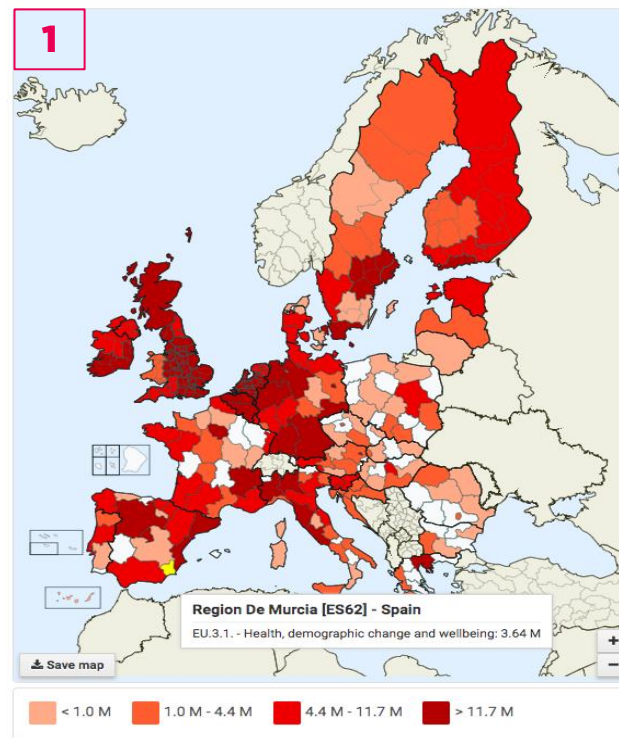 1
Region De Murcia [ES62] - Spain
EU.3.1. - Health, demographic change and wellbeing: 3.64 M
+
Save map
−
< 1.0 M 1.0 M - 4.4 M 4.4 M - 11.7 M > 11.7 M